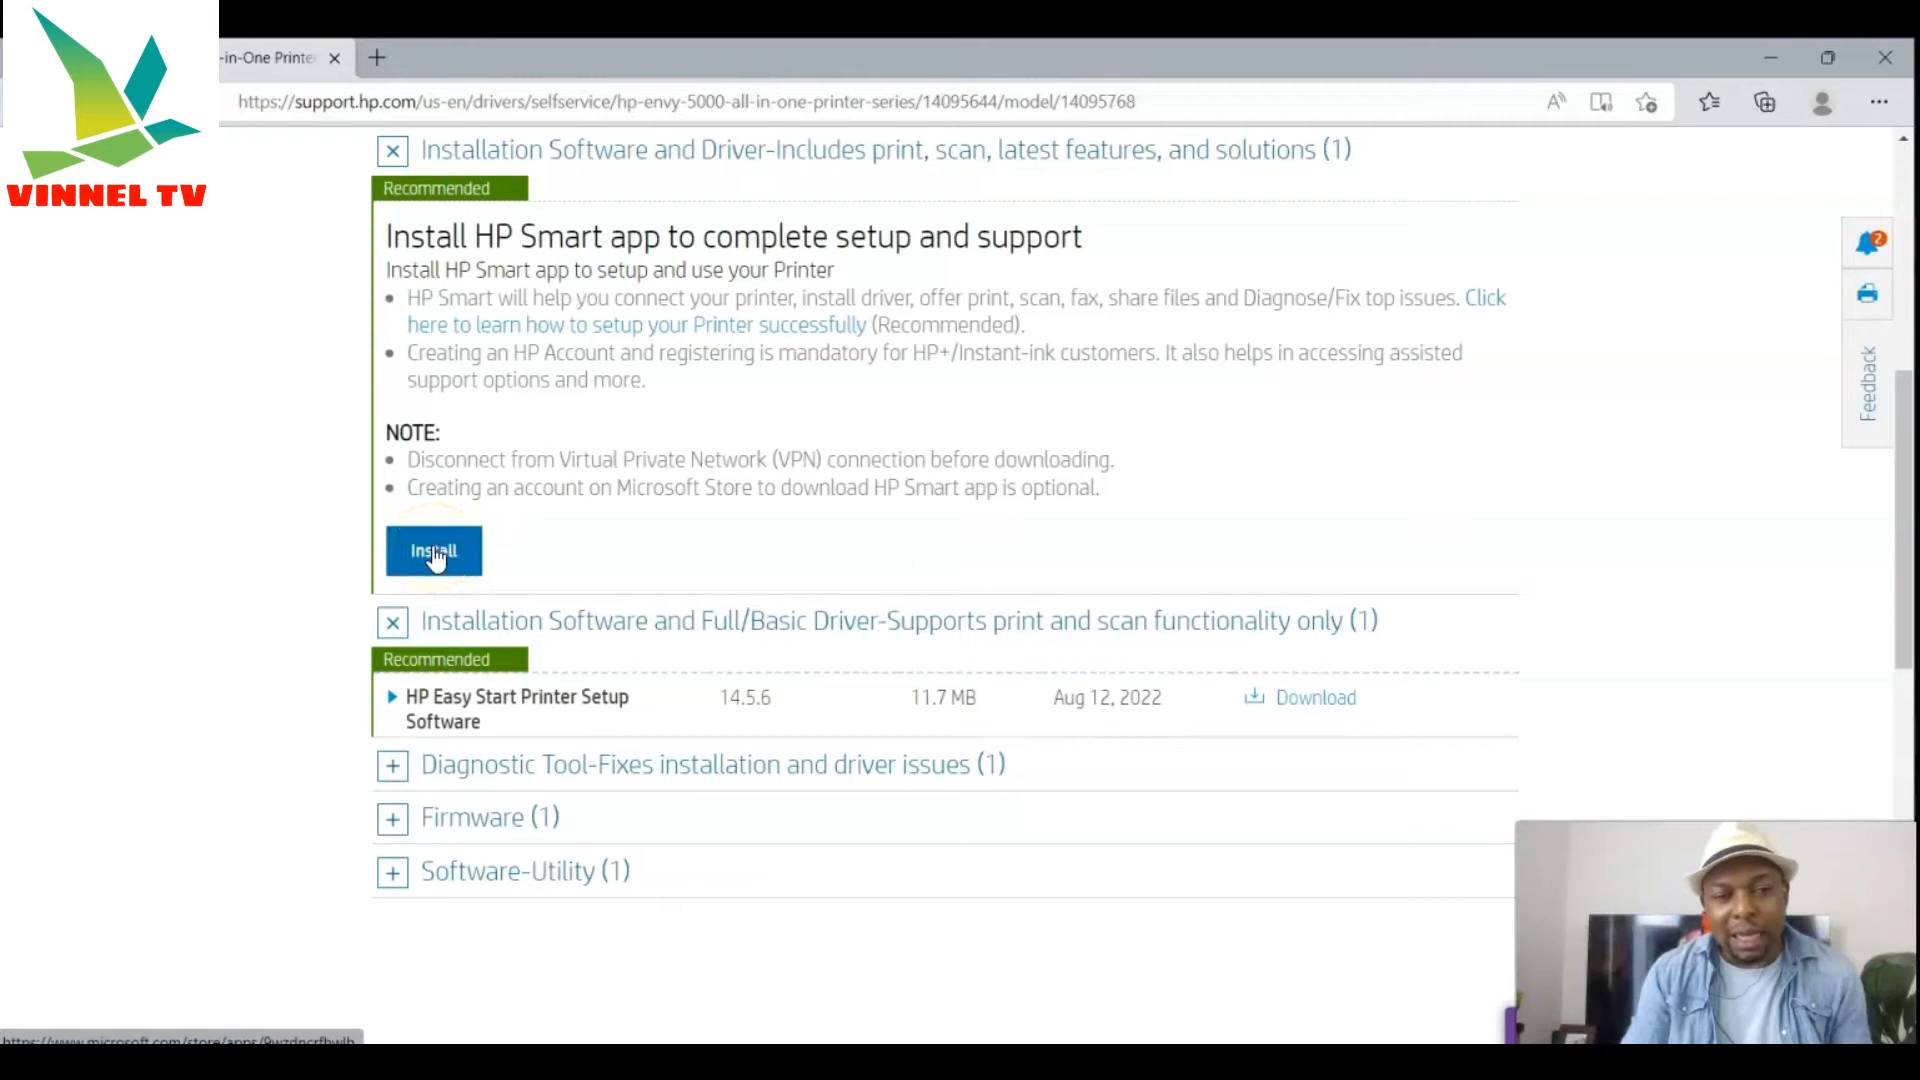 -in-One Printe
https://support.hp.com/us-en/drivers/selfservice/hp-envy-5000-all-in-one-printer-series/14095644/model/14095768
VINNEL TV
Installation Software and Driver-Includes print, scan, latest features, and solutions (1)
Recommended
Install HP Smart app to complete setup and support
Install HP Smart app to setup and use your Printer
HP Smart will help you connect your printer, install driver, offer print, scan, fax, share files and Diagnose/Fix top issues. Click
here to learn how to setup your Printer successfully (Recommended).
Creating an HP Account and registering is mandatory for HP+/Instant-ink customers. It also helps in accessing assisted
support options and more.
NOTE:
Disconnect from Virtual Private Network (VPN) connection before downloading.
Creating an account on Microsoft Store to download HP Smart app is optional.
Install
2
Feedback
Installation Software and Full/Basic Driver-Supports print and scan functionality only (1)
Recommended
HP Easy Start Printer Setup 14.5.6 11.7 MB Aug 12, 2022 Download
Software
Diagnostic Tool-Fixes installation and driver issues (1)
Firmware (1)
Software-Utility (1)